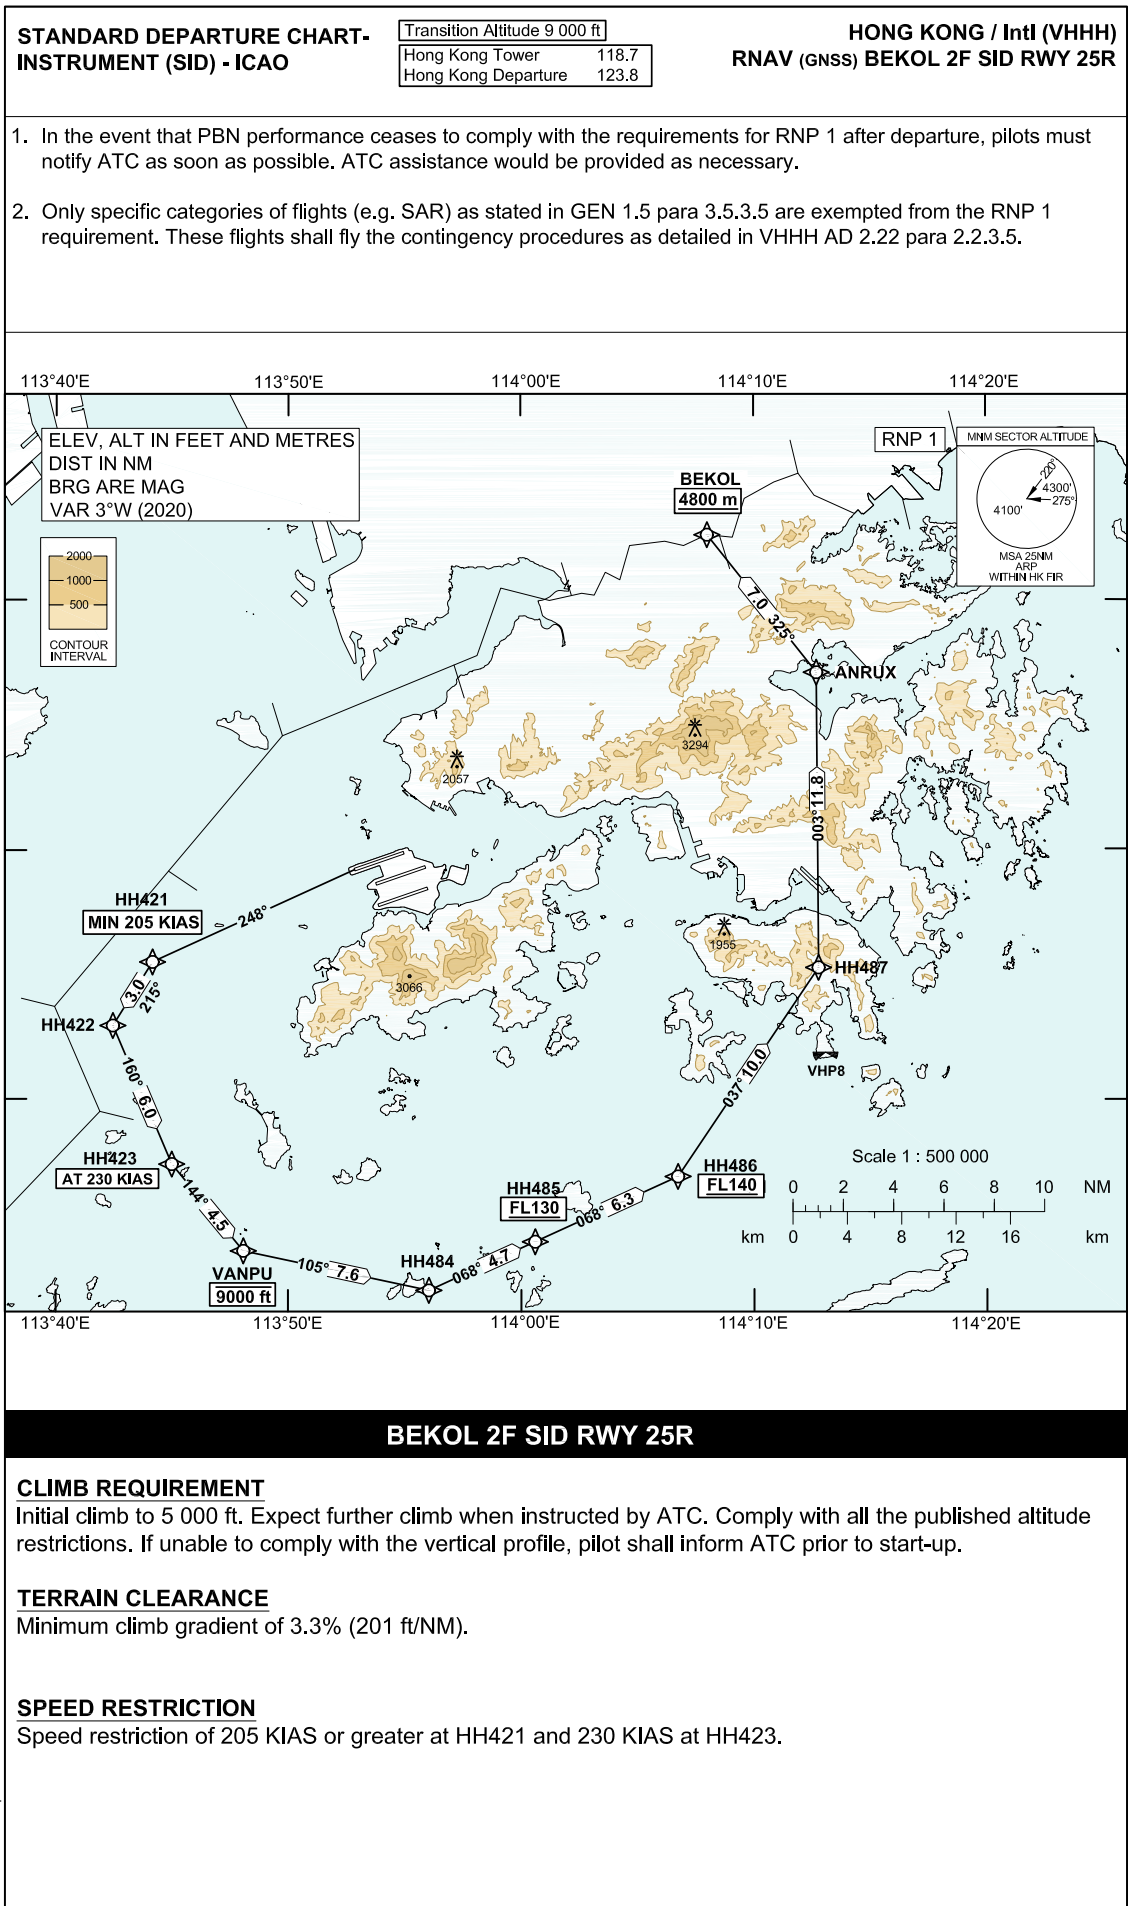 STANDARD DEPARTURE CHART-
INSTRUMENT (SID) - ICAO
Transition Altitude 9 000 ft
Hong Kong Tower 118.7
Hong Kong Departure 123.8
HONG KONG / Intl (VHHH)
RNAV (GNSS) BEKOL 2F SID RWY 25R
1. In the event that PBN performance ceases to comply with the requirements for RNP 1 after departure, pilots must
notify ATC as soon as possible. ATC assistance would be provided as necessary.
2. Only specific categories of flights (e.g. SAR) as stated in GEN 1.5 para 3.5.3.5 are exempted from the RNP 1
requirement. These flights shall fly the contingency procedures as detailed in VHHH AD 2.22 para 2.2.3.5.
113°40'E 113°50'E 114°00'E 114°10'E 114°20'E
ELEV, ALT IN FEET AND METRES
DIST IN NM
BRG ARE MAG
VAR 3°W (2020)
2000
1000
500
CONTOUR
INTERVAL
RNP 1
MNM SECTOR ALTITUDE
220°
4300'
275°
4100'
MSA 25NM
ARP
WITHIN HK FIR
BEKOL
4800 m
7.0 325°
ANRUX
3294
2057
003° 11.8
HH421
MIN 205 KIAS
248°
1955
HH487
3066
3.0
215°
HH422
160° 6.0
VHP8
037° 10.0
HH423
AT 230 KIAS
144° 4.5
HH486
FL140
HH485
FL130
068° 6.3
HH484
068° 4.7
VANPU
9000 ft
105° 7.6
Scale 1 : 500 000
0 2 4 6 8 10 NM
km 0 4 8 12 16 km
113°40'E 113°50'E 114°00'E 114°10'E 114°20'E
BEKOL 2F SID RWY 25R
CLIMB REQUIREMENT
Initial climb to 5 000 ft. Expect further climb when instructed by ATC. Comply with all the published altitude
restrictions. If unable to comply with the vertical profile, pilot shall inform ATC prior to start-up.
TERRAIN CLEARANCE
Minimum climb gradient of 3.3% (201 ft/NM).
SPEED RESTRICTION
Speed restriction of 205 KIAS or greater at HH421 and 230 KIAS at HH423.